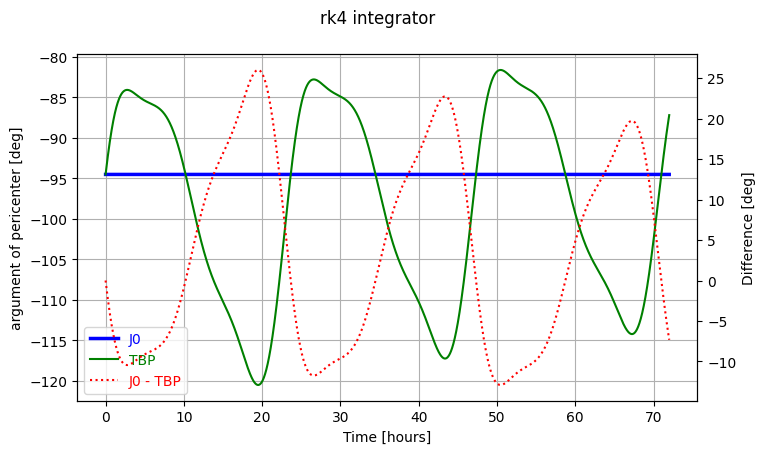 rk4 integrator
−80
−85
−90
−95
−100
−105
−110
−115
−120
argument of pericenter [deg]
25
20
15
10
5
0
−5
−10
Difference [deg]
J0
TBP
J0 - TBP
0 10 20 30 40 50 60 70
Time [hours]